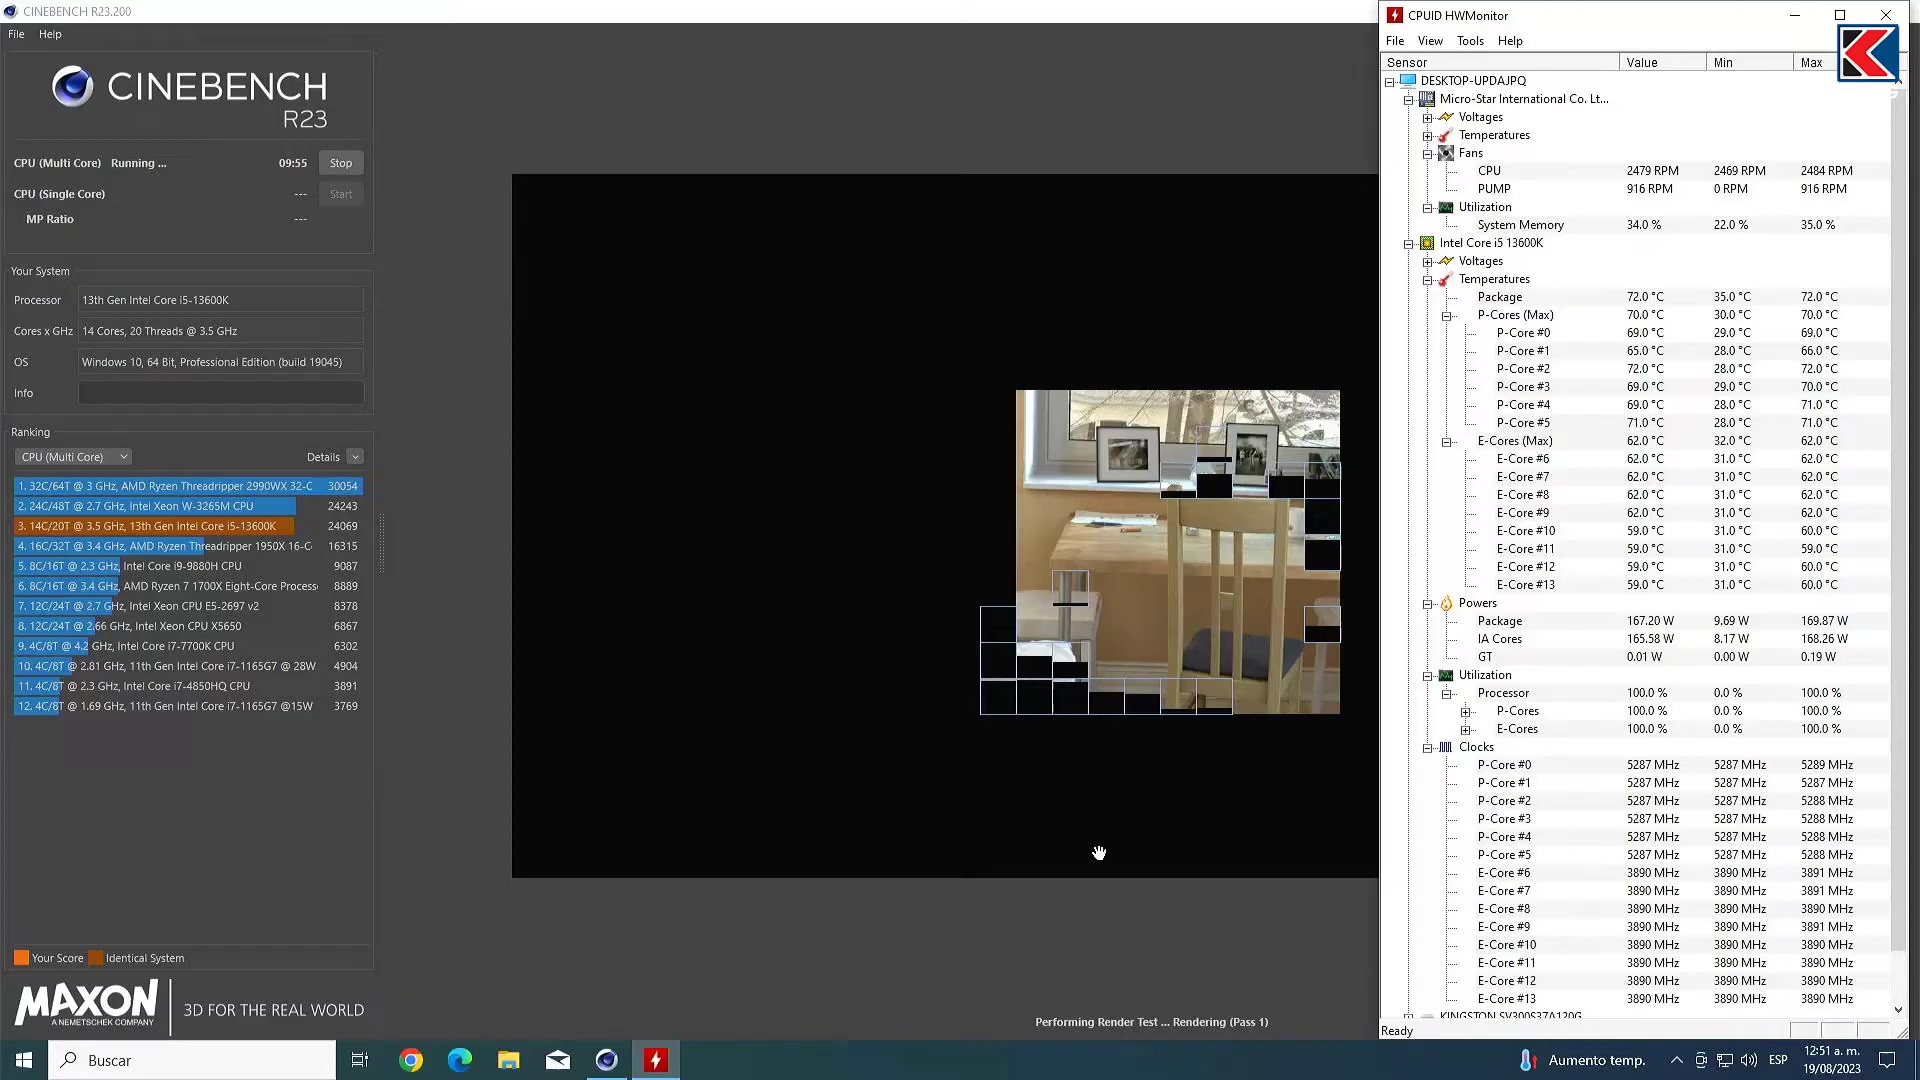 CINEBENCH R23.200
File Help
CINEBENCH
R23
CPU (Multi Core) Running ... 09:55 Stop
CPU (Single Core) --- Start
MP Ratio ---
Your System
Processor 13th Gen Intel Core i5-13600K
Cores x GHz 14 Cores, 20 Threads @ 3.5 GHz
OS Windows 10, 64 Bit, Professional Edition (build 19045)
Info
Ranking
CPU (Multi Core) Details
1. 32C/64T @ 3 GHz, AMD Ryzen Threadripper 2990WX 32-C 30054
2. 24C/48T @ 2.7 GHz, Intel Xeon W-3265M CPU 24243
3. 14C/20T @ 3.5 GHz, 13th Gen Intel Core i5-13600K 24069
4. 16C/32T @ 3.4 GHz, AMD Ryzen Threadripper 1950X 16-C 16315
5. 8C/16T @ 2.3 GHz, Intel Core i9-9880H CPU 9087
6. 8C/16T @ 3.4 GHz, AMD Ryzen 7 1700X Eight-Core Process 8889
7. 12C/24T @ 2.7 GHz, Intel Xeon CPU E5-2697 v2 8378
8. 12C/24T @ 2.66 GHz, Intel Xeon CPU X5650 6867
9. 4C/8T @ 4.2 GHz, Intel Core i7-7700K CPU 6302
10. 4C/8T @ 2.81 GHz, 11th Gen Intel Core i7-1165G7 @ 28W 4904
11. 4C/8T @ 2.3 GHz, Intel Core i7-4850HQ CPU 3891
12. 4C/8T @ 1.69 GHz, 11th Gen Intel Core i7-1165G7 @15W 3769
Your Score Identical System
MAXON
A NEMETSCHEK COMPANY
3D FOR THE REAL WORLD
Performing Render Test ... Rendering (Pass 1)
CPUID HWMonitor
File View Tools Help
Sensor Value Min Max
DESKTOP-UPDAJPQ
Micro-Star International Co. Lt...
Voltages
Temperatures
Fans
CPU 2479 RPM 2469 RPM 2484 RPM
PUMP 916 RPM 0 RPM 916 RPM
Utilization
System Memory 34.0 % 22.0 % 35.0 %
Intel Core i5 13600K
Voltages
Temperatures
Package 72.0 °C 35.0 °C 72.0 °C
P-Cores (Max) 70.0 °C 30.0 °C 70.0 °C
P-Core #0 69.0 °C 29.0 °C 69.0 °C
P-Core #1 65.0 °C 28.0 °C 66.0 °C
P-Core #2 72.0 °C 28.0 °C 72.0 °C
P-Core #3 69.0 °C 29.0 °C 70.0 °C
P-Core #4 69.0 °C 28.0 °C 71.0 °C
P-Core #5 71.0 °C 28.0 °C 71.0 °C
E-Cores (Max) 62.0 °C 32.0 °C 62.0 °C
E-Core #6 62.0 °C 31.0 °C 62.0 °C
E-Core #7 62.0 °C 31.0 °C 62.0 °C
E-Core #8 62.0 °C 31.0 °C 62.0 °C
E-Core #9 62.0 °C 31.0 °C 62.0 °C
E-Core #10 59.0 °C 31.0 °C 60.0 °C
E-Core #11 59.0 °C 31.0 °C 59.0 °C
E-Core #12 59.0 °C 31.0 °C 60.0 °C
E-Core #13 59.0 °C 31.0 °C 60.0 °C
Powers
Package 167.20 W 9.69 W 169.87 W
IA Cores 165.58 W 8.17 W 168.26 W
GT 0.01 W 0.00 W 0.19 W
Utilization
Processor 100.0 % 0.0 % 100.0 %
P-Cores 100.0 % 0.0 % 100.0 %
E-Cores 100.0 % 0.0 % 100.0 %
Clocks
P-Core #0 5287 MHz 5287 MHz 5289 MHz
P-Core #1 5287 MHz 5287 MHz 5287 MHz
P-Core #2 5287 MHz 5287 MHz 5288 MHz
P-Core #3 5287 MHz 5287 MHz 5288 MHz
P-Core #4 5287 MHz 5287 MHz 5288 MHz
P-Core #5 5287 MHz 5287 MHz 5288 MHz
E-Core #6 3890 MHz 3890 MHz 3891 MHz
E-Core #7 3890 MHz 3890 MHz 3891 MHz
E-Core #8 3890 MHz 3890 MHz 3890 MHz
E-Core #9 3890 MHz 3890 MHz 3891 MHz
E-Core #10 3890 MHz 3890 MHz 3890 MHz
E-Core #11 3890 MHz 3890 MHz 3890 MHz
E-Core #12 3890 MHz 3890 MHz 3890 MHz
E-Core #13 3890 MHz 3890 MHz 3890 MHz
KINGSTON SV300S37A120G
Ready
Buscar
Aumento temp. ESP 12:51 a. m.
19/08/2023